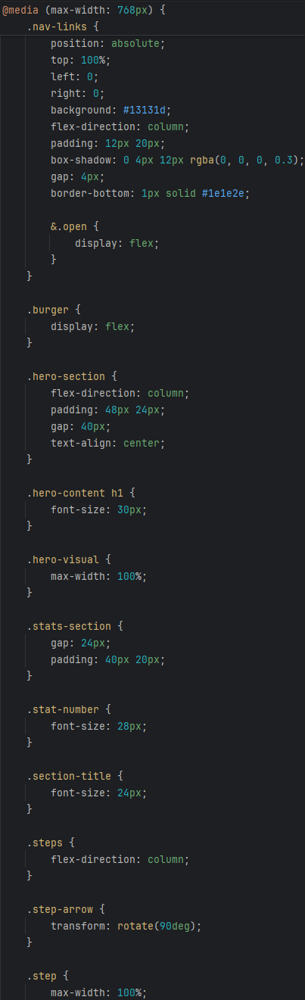 @media (max-width: 768px) {
    .nav-links {
        position: absolute;
        top: 100%;
        left: 0;
        right: 0;
        background: #13131d;
        flex-direction: column;
        padding: 12px 20px;
        box-shadow: 0 4px 12px rgba(0, 0, 0, 0.3);
        gap: 4px;
        border-bottom: 1px solid #1e1e2e;

        &.open {
            display: flex;
        }
    }

    .burger {
        display: flex;
    }

    .hero-section {
        flex-direction: column;
        padding: 48px 24px;
        gap: 40px;
        text-align: center;
    }

    .hero-content h1 {
        font-size: 30px;
    }

    .hero-visual {
        max-width: 100%;
    }

    .stats-section {
        gap: 24px;
        padding: 40px 20px;
    }

    .stat-number {
        font-size: 28px;
    }

    .section-title {
        font-size: 24px;
    }

    .steps {
        flex-direction: column;
    }

    .step-arrow {
        transform: rotate(90deg);
    }

    .step {
        max-width: 100%;